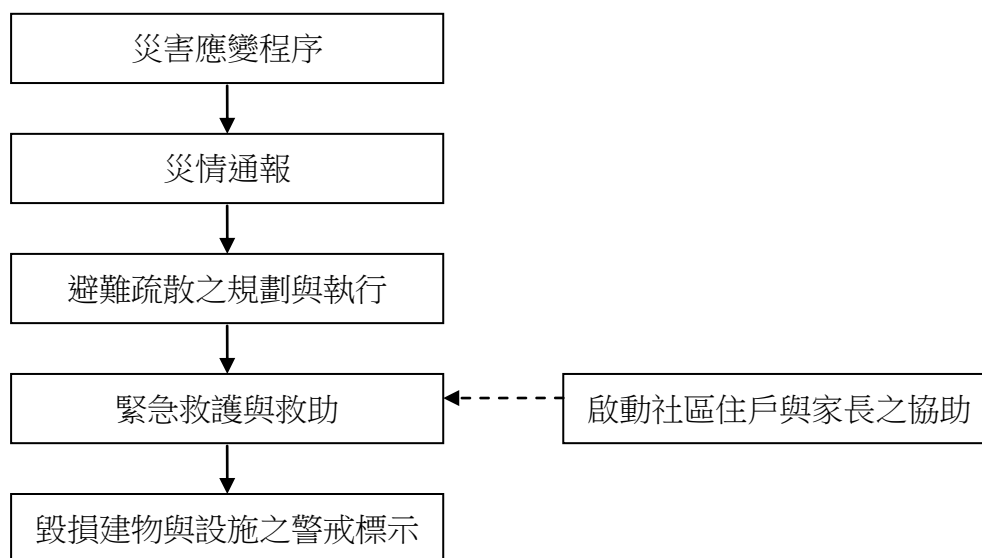 災害應變程序
災情通報
避難疏散之規劃與執行
緊急救護與救助
啟動社區住戶與家長之協助
毀損建物與設施之警戒標示